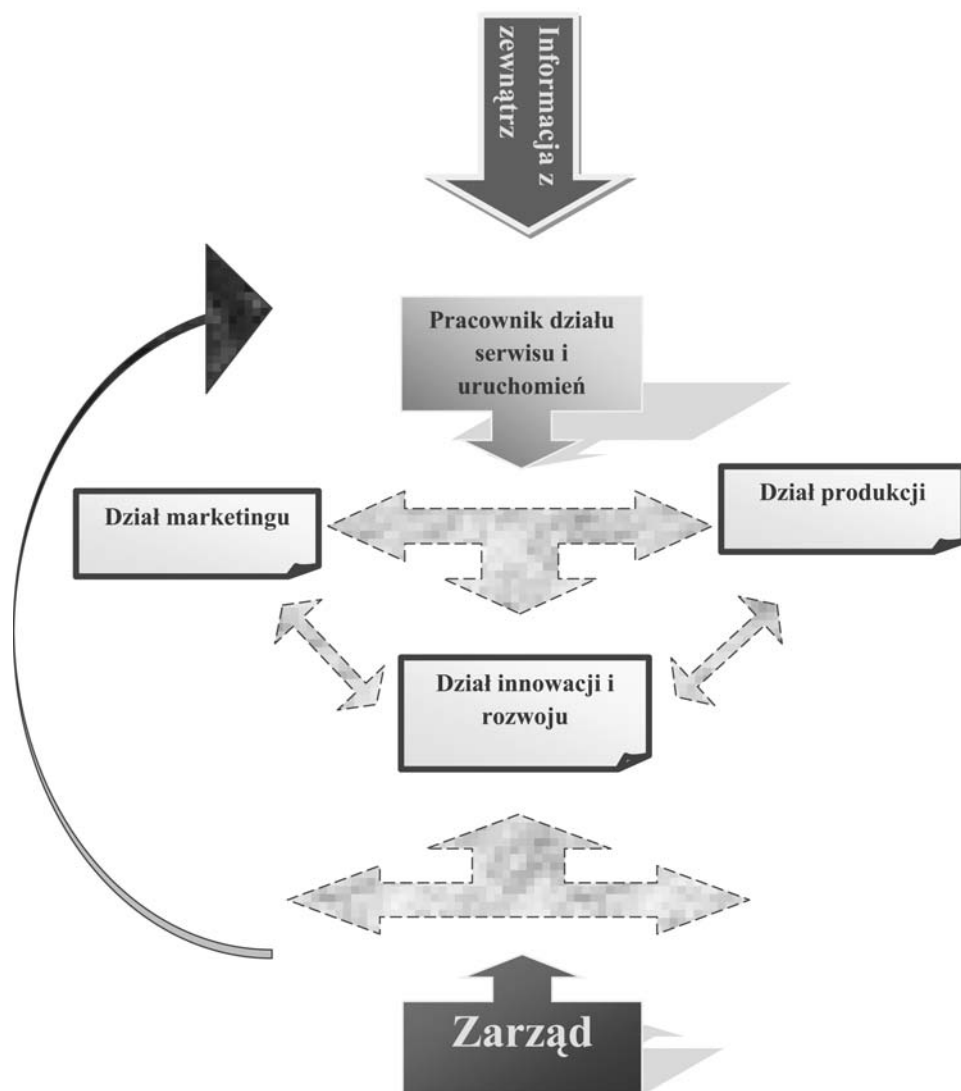 Informacja z
zewnątrz
Pracownik działu
serwisu i
uruchomień
Dział marketingu
Dział produkcji
Dział innowacji i
rozwoju
Zarząd